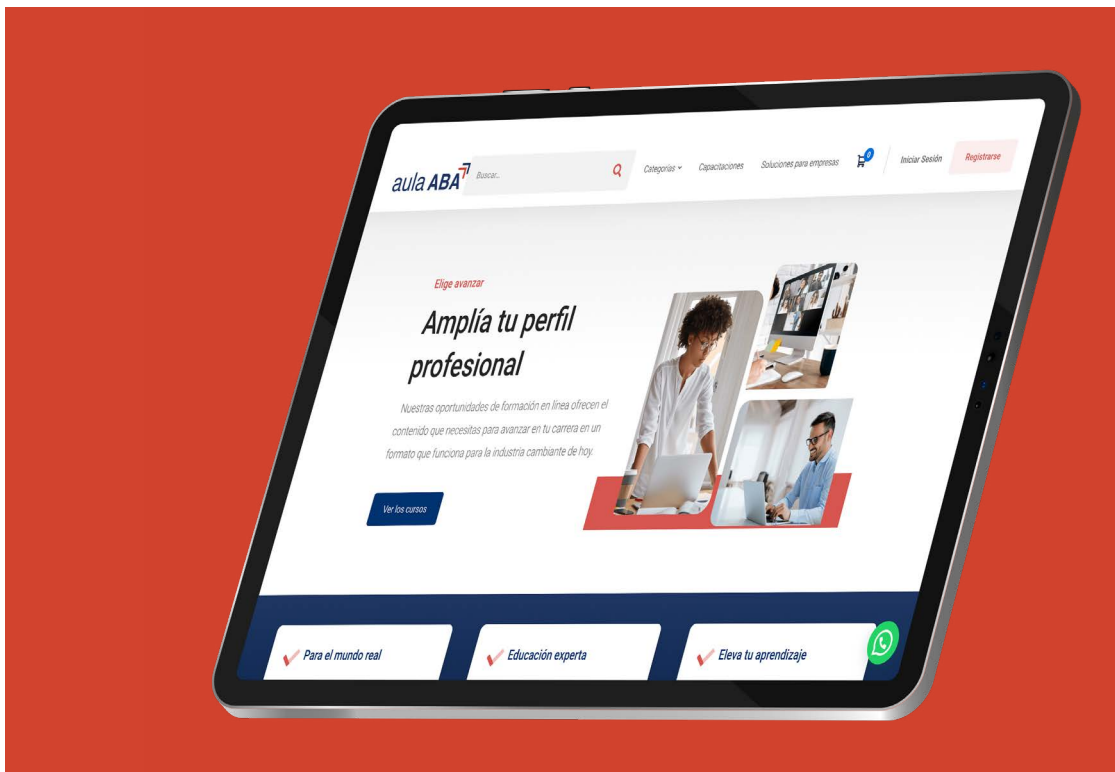 aula ABA
Buscar...
Categorías
Capacitaciones
Soluciones para empresas
0
Iniciar Sesión
Registrarse
Elige avanzar
Amplía tu perfil
profesional
Nuestras oportunidades de formación en línea ofrecen el
contenido que necesitas para avanzar en tu carrera en un
formato que funciona para la industria cambiante de hoy.
Ver los cursos
Para el mundo real
Educación experta
Eleva tu aprendizaje